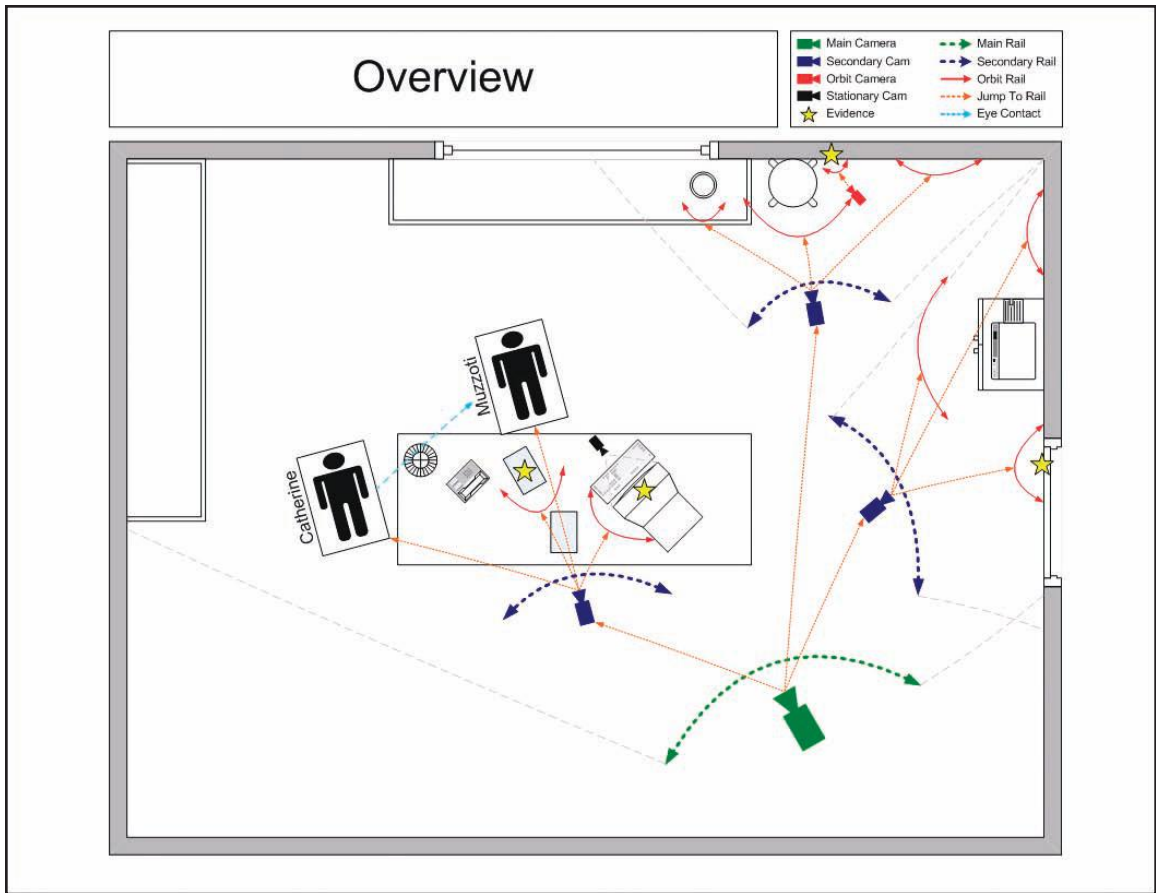 Overview
Main Camera
Secondary Cam
Orbit Camera
Stationary Cam
Evidence
Main Rail
Secondary Rail
Orbit Rail
Jump To Rail
Eye Contact
Muzzoti
Catherine